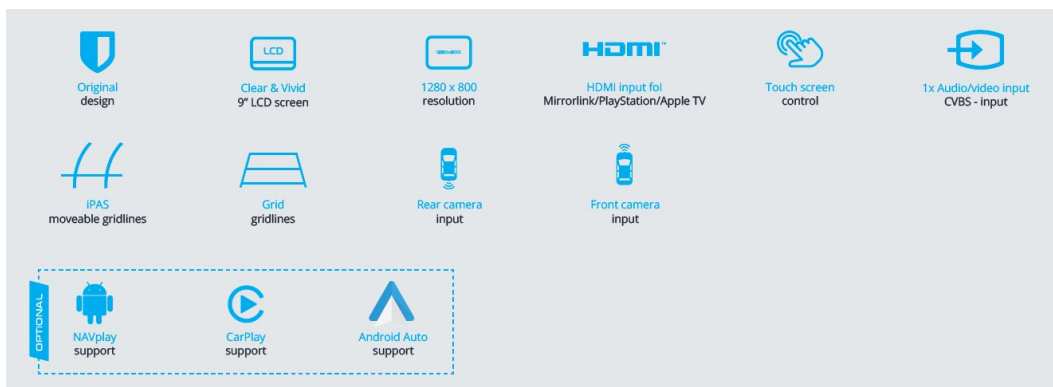 LCD
1280x800
HDMI™
Original
design
Clear & Vivid
9" LCD screen
1280 x 800
resolution
HDMI input fol
Mirrorlink/PlayStation/Apple TV
Touch screen
control
1x Audio/video input
CVBS - input
iPAS
moveable gridlines
Grid
gridlines
Rear camera
input
Front camera
input
OPTIONAL
NAVplay
support
CarPlay
support
Android Auto
support